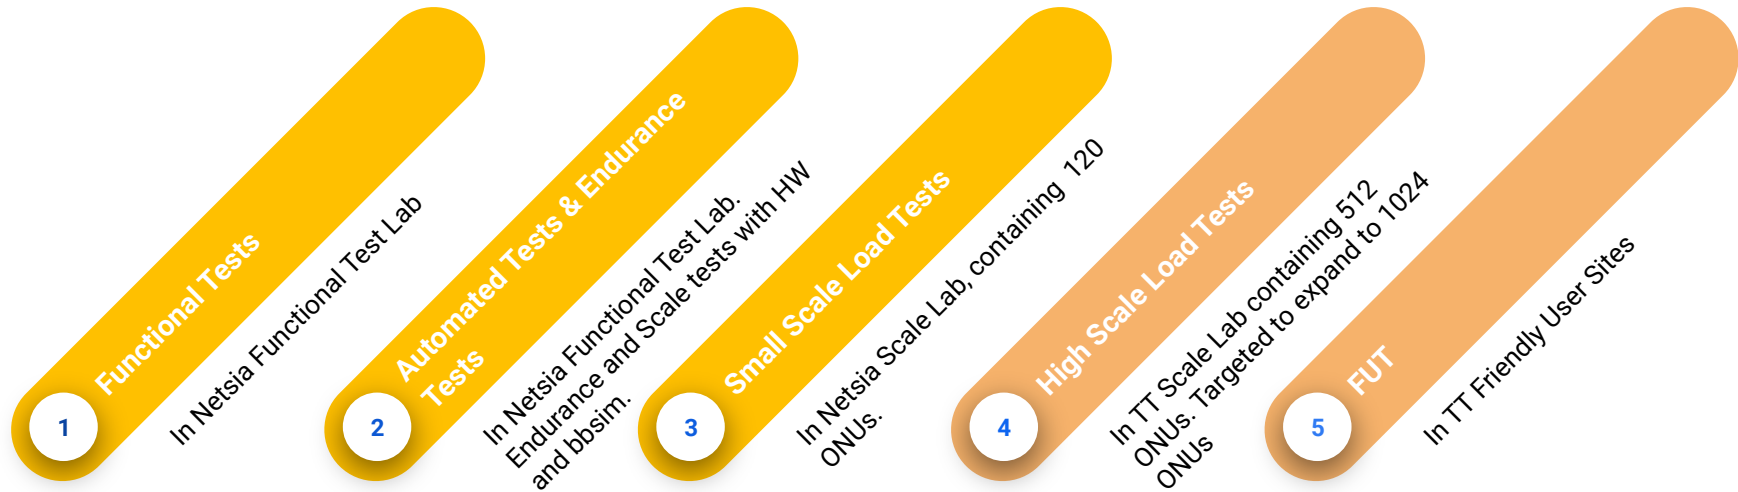 1
Functional Tests
In Netsia Functional Test Lab
2
Automated Tests & Endurance
Tests
In Netsia Functional Test Lab.
Endurance and Scale tests with HW
and bbsim.
3
Small Scale Load Tests
In Netsia Scale Lab, containing 120
ONUs.
4
High Scale Load Tests
In TT Scale Lab containing 512
ONUs. Targeted to expand to 1024
ONUs
5
FUT
In TT Friendly User Sites